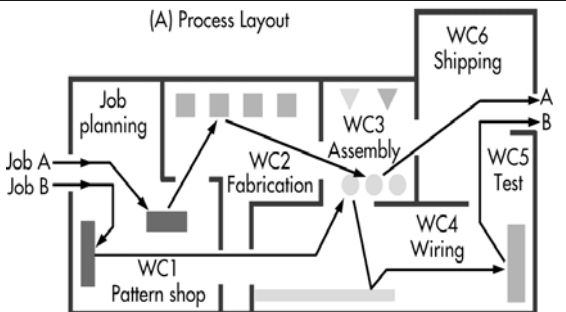 (A) Process Layout
WC6
Shipping
Job
planning
A
B
WC3
Assembly
Job A
Job B
WC2
Fabrication
WC5
Test
WC4
Wiring
WC1
Pattern shop